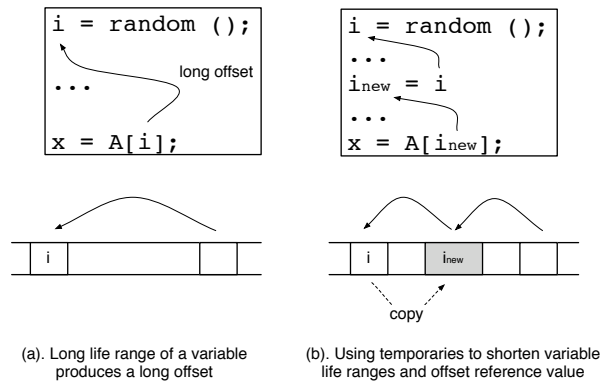 i = random ();
long offset
...
x = A[i];
i
(a). Long life range of a variable
produces a long offset
i = random ();
...
inew = i
...
x = A[inew];
i
inew
copy
(b). Using temporaries to shorten variable
life ranges and offset reference value